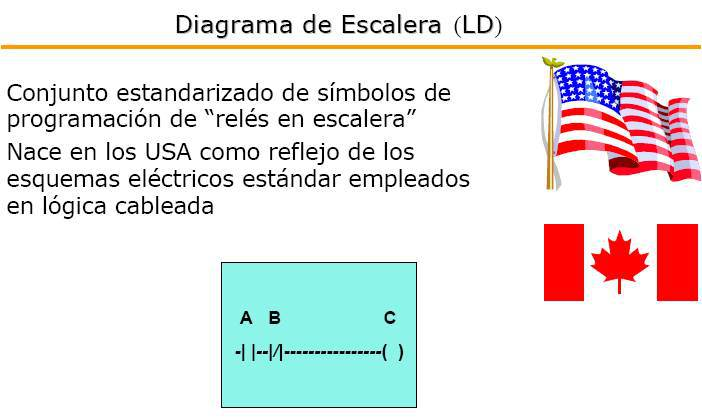 Diagrama de Escalera (LD)
Conjunto estandarizado de símbolos de
programación de “relés en escalera”
Nace en los USA como reflejo de los
esquemas eléctricos estándar empleados
en lógica cableada
A B C
-| |--|/|----------------( )